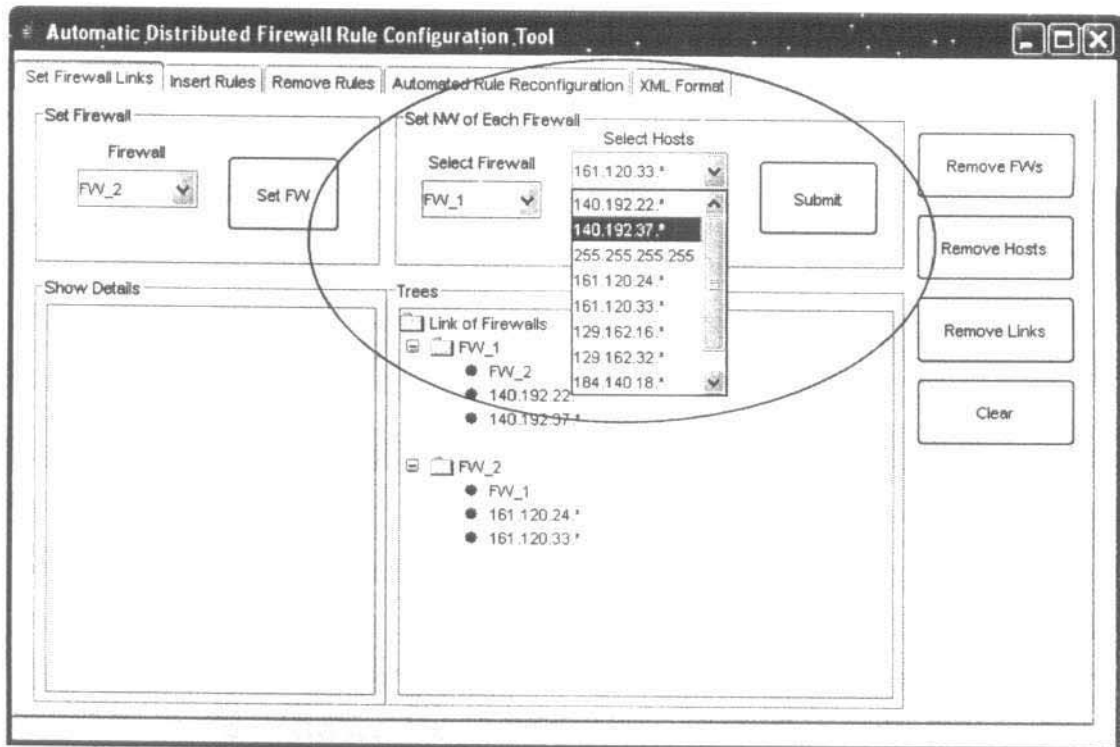 Automatic Distributed Firewall Rule Configuration Tool
Set Firewall Links Insert Rules Remove Rules Automated Rule Reconfiguration XML Format
Set Firewall
Firewall
FW_2
Set FW
Set NW of Each Firewall
Select Firewall
FW_1
Select Hosts
161.120.33.*
140.192.22.*
140.192.37.*
255.255.255.255
161.120.24.*
161.120.33.*
129.162.16.*
129.162.32.*
184.140.18.*
Submit
Remove FWs
Remove Hosts
Remove Links
Clear
Show Details
Trees
Link of Firewalls
FW_1
FW_2
140.192.22.*
140.192.37.*
FW_2
FW_1
161.120.24.*
161.120.33.*